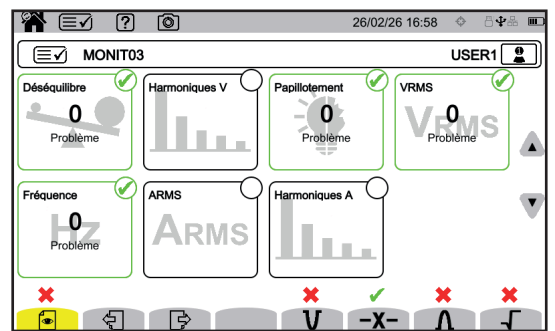 26/02/26 16:58
MONIT03 USER1
Déséquilibre
0
Problème
Harmoniques V
Papillotement
0
Problème
VRMS
VRMS
0
Problème
Fréquence
Hz
0
Problème
ARMS
ARMS
Harmoniques A
-X-